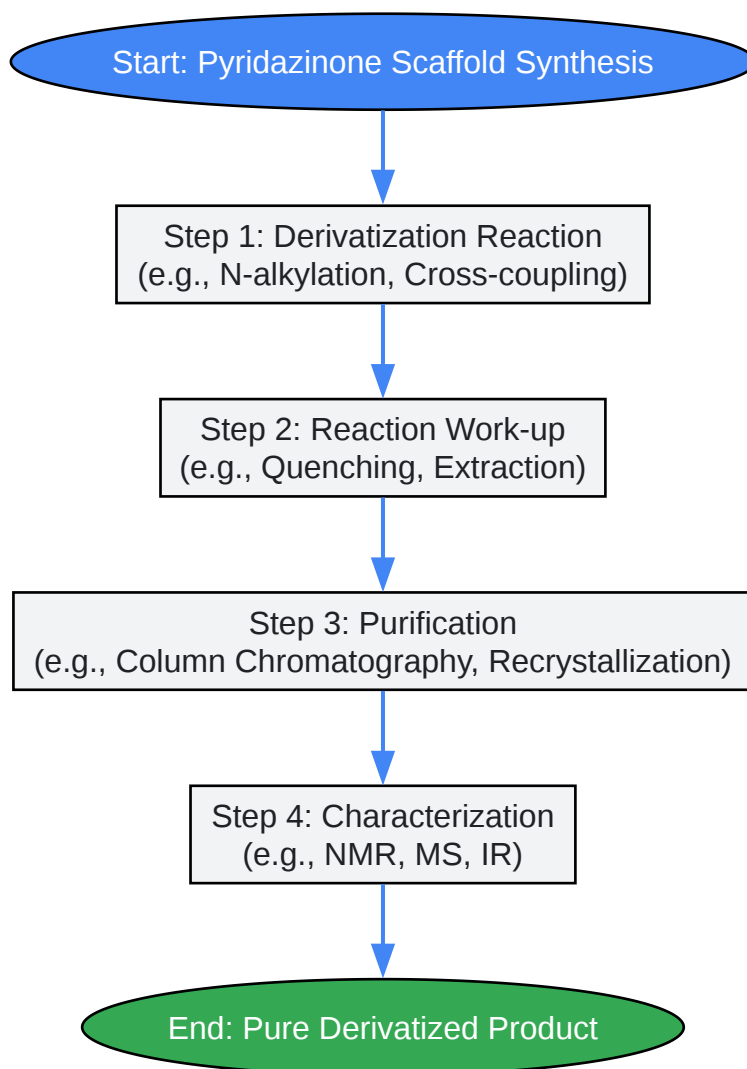 Start: Pyridazinone Scaffold Synthesis
Step 1: Derivatization Reaction
(e.g., N-alkylation, Cross-coupling)
Step 2: Reaction Work-up
(e.g., Quenching, Extraction)
Step 3: Purification
(e.g., Column Chromatography, Recrystallization)
Step 4: Characterization
(e.g., NMR, MS, IR)
End: Pure Derivatized Product